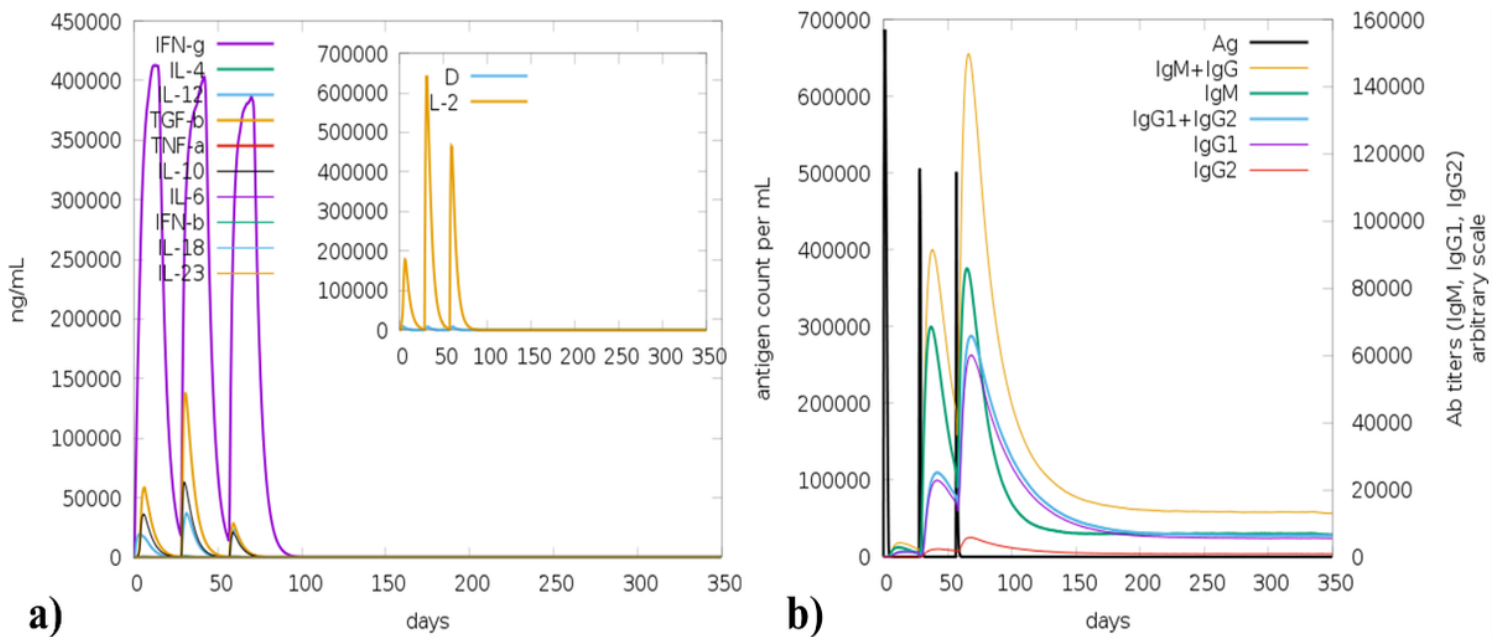 450000
400000
350000
300000
250000
200000
150000
100000
50000
0
ng/mL
IFN-g
IL-4
IL-12
TGF-b
TNF-a
IL-10
IL-6
IFN-b
IL-18
IL-23
0 50 100 150 200 250 300 350
days
a)
700000
600000
500000
400000
300000
200000
100000
0
D
L-2
0 50 100 150 200 250 300 350
700000
600000
500000
400000
300000
200000
100000
0
antigen count per mL
Ag
IgM+IgG
IgM
IgG1+IgG2
IgG1
IgG2
160000
140000
120000
100000
80000
60000
40000
20000
0
Ab titers (IgM, IgG1, IgG2)
arbitrary scale
0 50 100 150 200 250 300 350
days
b)